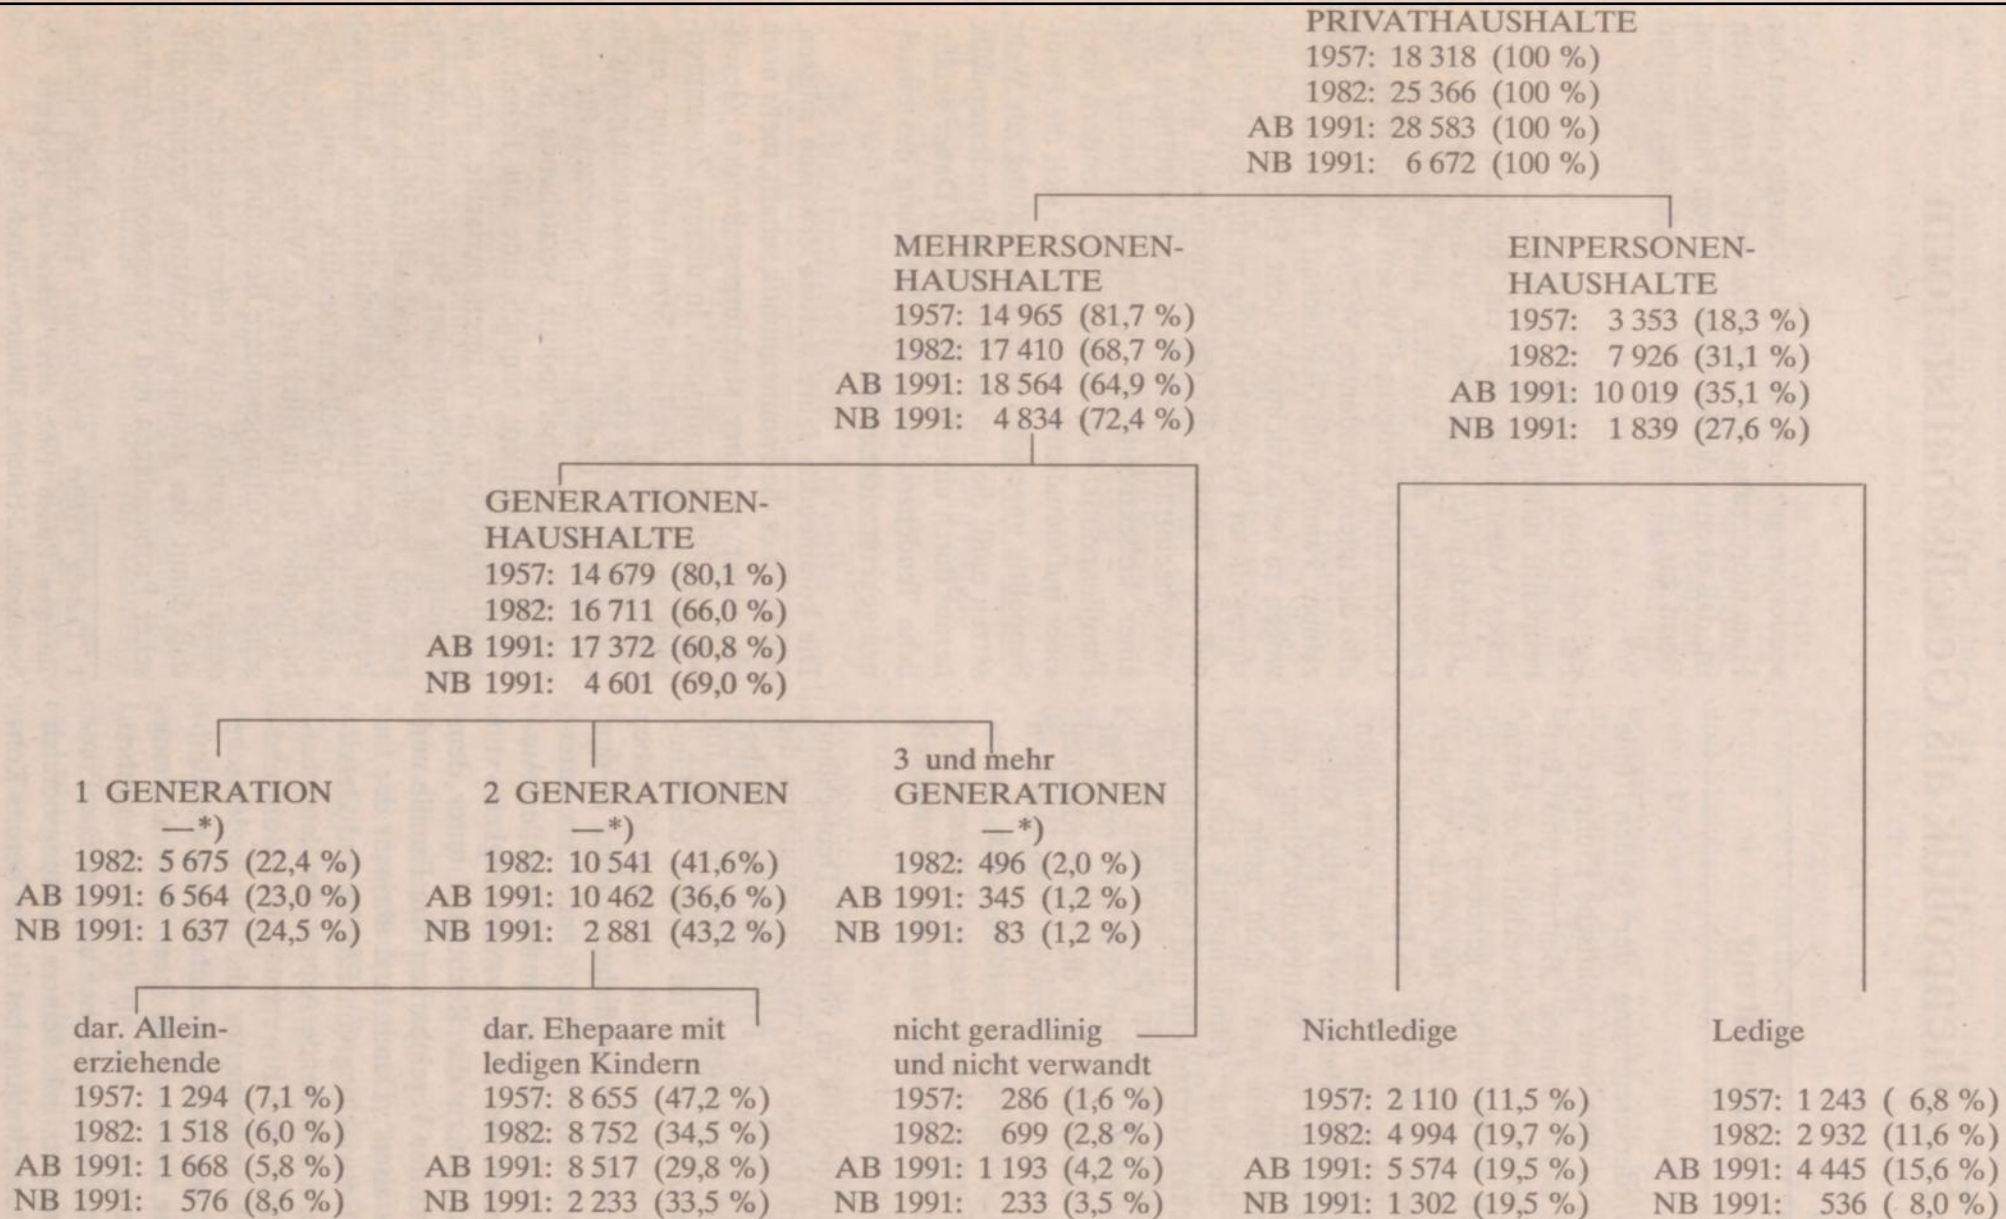 PRIVATHAUSHALTE
1957: 18 318 (100 %)
1982: 25 366 (100 %)
AB 1991: 28 583 (100 %)
NB 1991: 6 672 (100 %)
MEHRPERSONEN-
HAUSHALTE
1957: 14 965 (81,7 %)
1982: 17 410 (68,7 %)
AB 1991: 18 564 (64,9 %)
NB 1991: 4 834 (72,4 %)
EINPERSONEN-
HAUSHALTE
1957: 3 353 (18,3 %)
1982: 7 926 (31,1 %)
AB 1991: 10 019 (35,1 %)
NB 1991: 1 839 (27,6 %)
GENERATIONEN-
HAUSHALTE
1957: 14 679 (80,1 %)
1982: 16 711 (66,0 %)
AB 1991: 17 372 (60,8 %)
NB 1991: 4 601 (69,0 %)
1 GENERATION
—*)
1982: 5 675 (22,4 %)
AB 1991: 6 564 (23,0 %)
NB 1991: 1 637 (24,5 %)
2 GENERATIONEN
—*)
1982: 10 541 (41,6%)
AB 1991: 10 462 (36,6 %)
NB 1991: 2 881 (43,2 %)
3 und mehr
GENERATIONEN
—*)
1982: 496 (2,0 %)
AB 1991: 345 (1,2 %)
NB 1991: 83 (1,2 %)
dar. Allein-
erziehende
1957: 1 294 (7,1 %)
1982: 1 518 (6,0 %)
AB 1991: 1 668 (5,8 %)
NB 1991: 576 (8,6 %)
dar. Ehepaare mit
ledigen Kindern
1957: 8 655 (47,2 %)
1982: 8 752 (34,5 %)
AB 1991: 8 517 (29,8 %)
NB 1991: 2 233 (33,5 %)
nicht geradlinig
und nicht verwandt
1957: 286 (1,6 %)
1982: 699 (2,8 %)
AB 1991: 1 193 (4,2 %)
NB 1991: 233 (3,5 %)
Nichtledige
1957: 2 110 (11,5 %)
1982: 4 994 (19,7 %)
AB 1991: 5 574 (19,5 %)
NB 1991: 1 302 (19,5 %)
Ledige
1957: 1 243 ( 6,8 %)
1982: 2 932 (11,6 %)
AB 1991: 4 445 (15,6 %)
NB 1991: 536 ( 8,0 %)